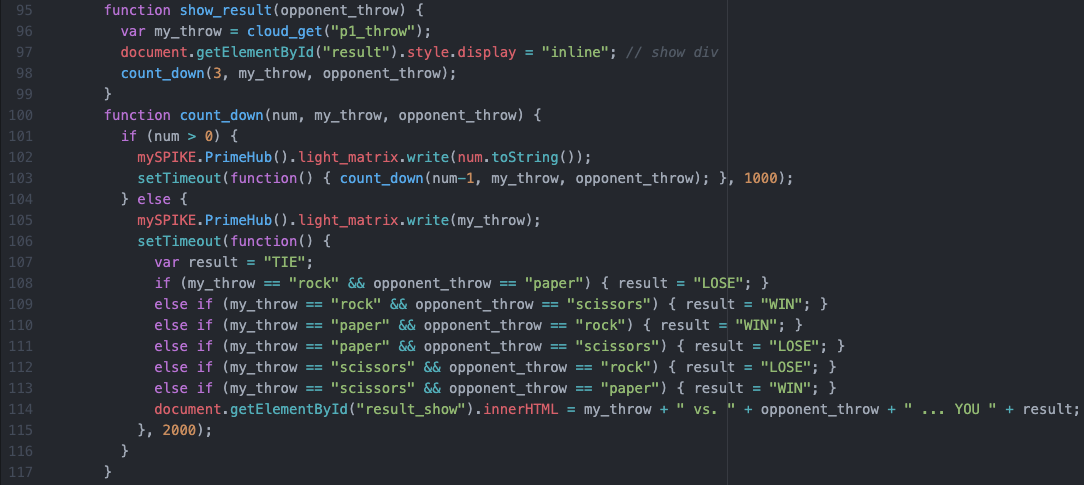 95 function show_result(opponent_throw) {
96 var my_throw = cloud_get("p1_throw");
97 document.getElementById("result").style.display = "inline"; // show div
98 count_down(3, my_throw, opponent_throw);
99 }
100 function count_down(num, my_throw, opponent_throw) {
101 if (num > 0) {
102 mySPIKE.PrimeHub().light_matrix.write(num.toString());
103 setTimeout(function() { count_down(num-1, my_throw, opponent_throw); }, 1000);
104 } else {
105 mySPIKE.PrimeHub().light_matrix.write(my_throw);
106 setTimeout(function() {
107 var result = "TIE";
108 if (my_throw == "rock" && opponent_throw == "paper") { result = "LOSE"; }
109 else if (my_throw == "rock" && opponent_throw == "scissors") { result = "WIN"; }
110 else if (my_throw == "paper" && opponent_throw == "rock") { result = "WIN"; }
111 else if (my_throw == "paper" && opponent_throw == "scissors") { result = "LOSE"; }
112 else if (my_throw == "scissors" && opponent_throw == "rock") { result = "LOSE"; }
113 else if (my_throw == "scissors" && opponent_throw == "paper") { result = "WIN"; }
114 document.getElementById("result_show").innerHTML = my_throw + " vs. " + opponent_throw + " ... YOU " + result;
115 }, 2000);
116 }
117 }